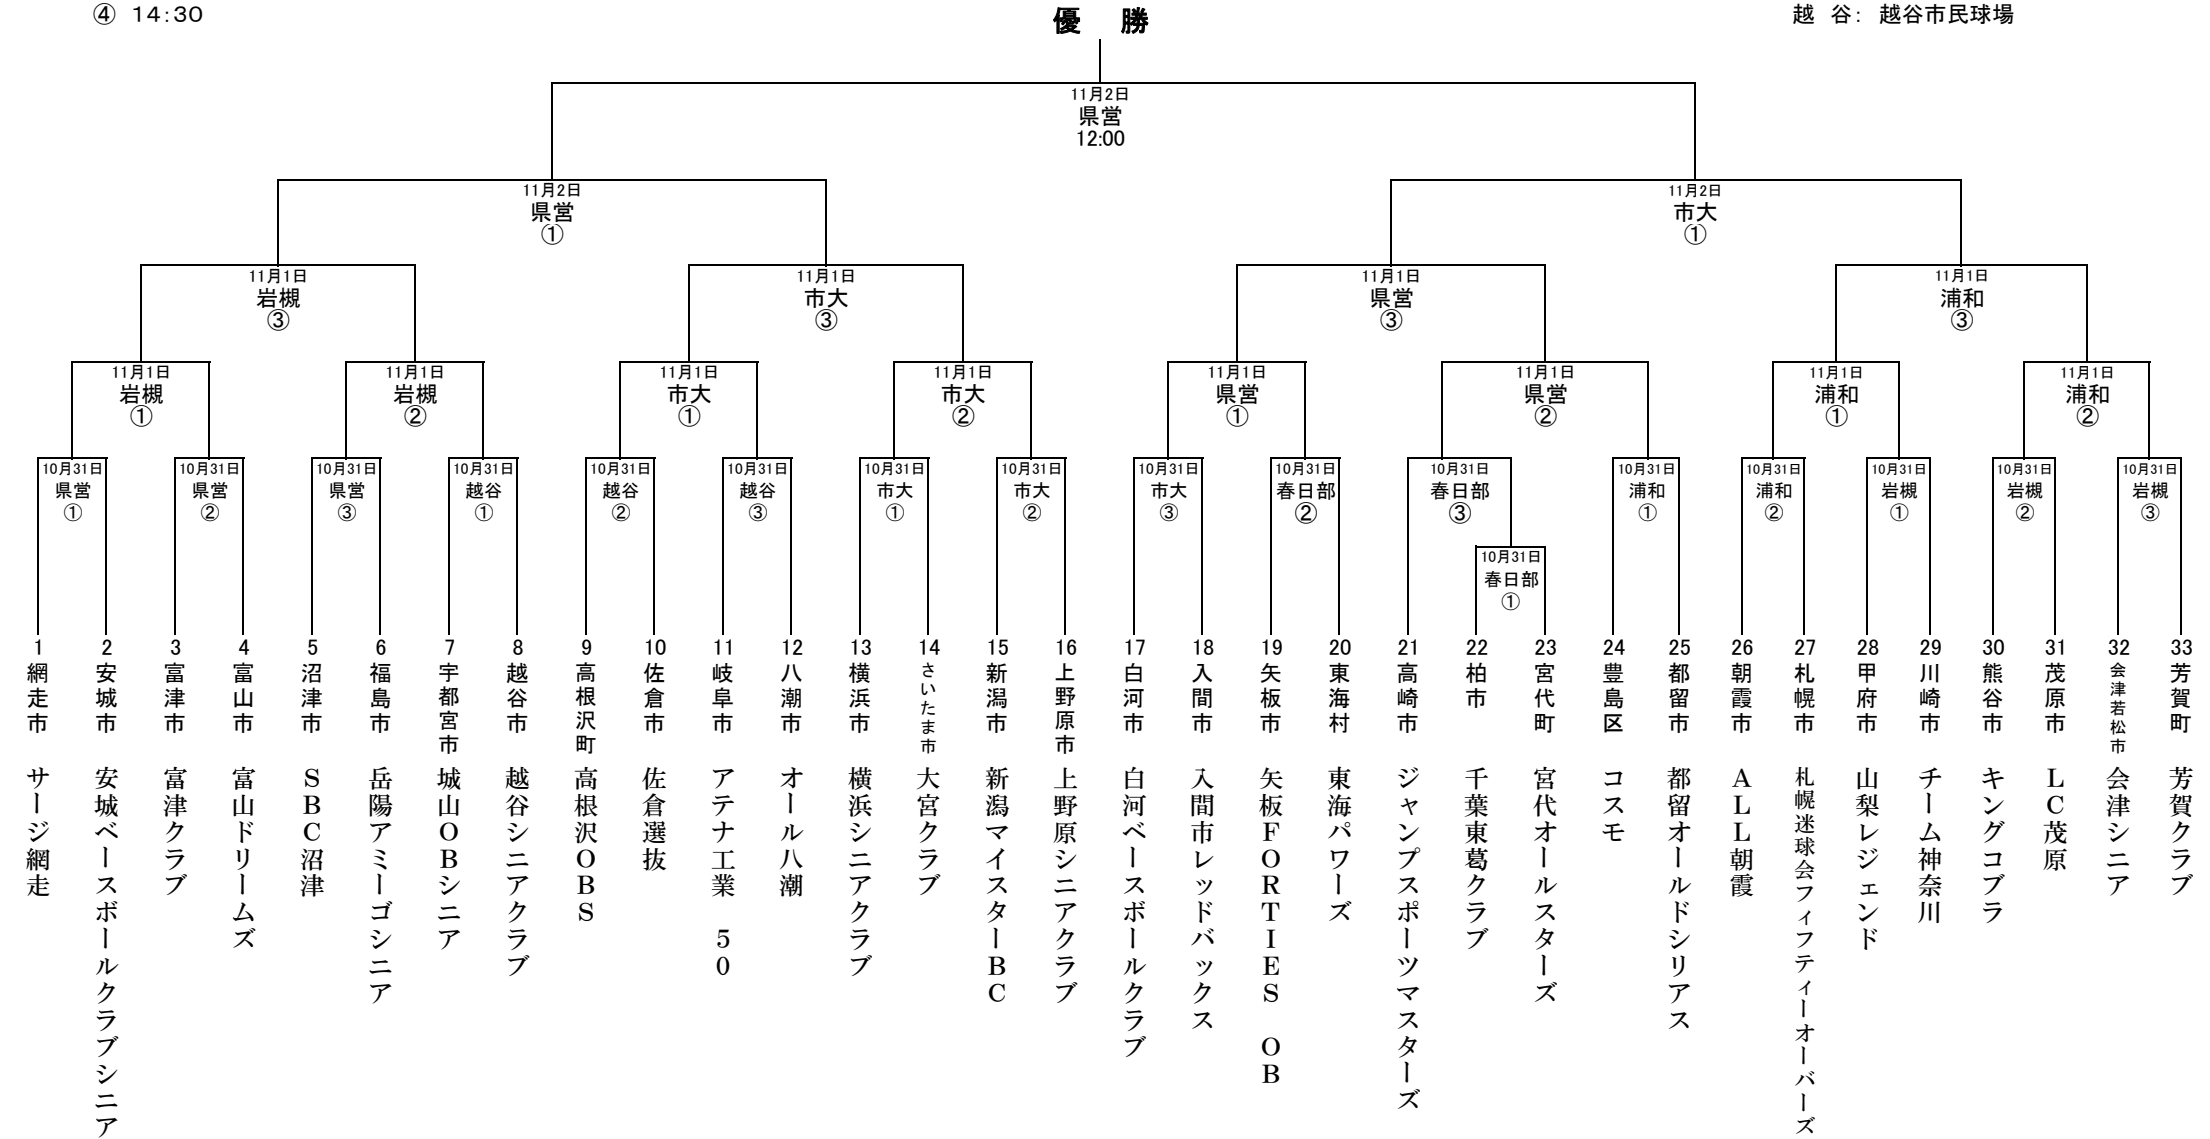 ④ 14:30
優 勝
越 谷: 越谷市民球場
11月2日
県営
12:00
11月2日
県営
①
11月2日
市大
①
11月1日
岩槻
③
11月1日
市大
③
11月1日
県営
③
11月1日
浦和
③
11月1日
岩槻
①
11月1日
岩槻
②
11月1日
市大
①
11月1日
市大
②
11月1日
県営
①
11月1日
県営
②
11月1日
浦和
①
11月1日
浦和
②
10月31日
県営
①
10月31日
県営
②
10月31日
県営
③
10月31日
越谷
①
10月31日
越谷
②
10月31日
越谷
③
10月31日
市大
①
10月31日
市大
②
10月31日
市大
③
10月31日
春日部
②
10月31日
春日部
③
10月31日
春日部
①
10月31日
浦和
①
10月31日
浦和
②
10月31日
岩槻
①
10月31日
岩槻
②
10月31日
岩槻
③
1 網走市 サージ網走
2 安城市 安城ベースボールクラブシニア
3 富津市 富津クラブ
4 富山市 富山ドリームズ
5 沼津市 SBC沼津
6 福島市 岳陽アミーゴシニア
7 宇都宮市 城山OBシニア
8 越谷市 越谷シニアクラブ
9 高根沢町 高根沢OBS
10 佐倉市 佐倉選抜
11 岐阜市 アテナ工業 50
12 八潮市 オール八潮
13 横浜市 横浜シニアクラブ
14 さいたま市 大宮クラブ
15 新潟市 新潟マイスターBC
16 上野原市 上野原シニアクラブ
17 白河市 白河ベースボールクラブ
18 入間市 入間市レッドバックス
19 矢板市 矢板FORTIES OB
20 東海村 東海パワーズ
21 高崎市 ジャンプスポーツマスターズ
22 柏市 千葉東葛クラブ
23 宮代町 宮代オールスターズ
24 豊島区 コスモ
25 都留市 都留オールドシリアス
26 朝霞市 ALL朝霞
27 札幌市 札幌迷球会フィフティーオーバーズ
28 甲府市 山梨レジェンド
29 川崎市 チーム神奈川
30 熊谷市 キングコブラ
31 茂原市 LC茂原
32 会津若松市 会津シニア
33 芳賀町 芳賀クラブ